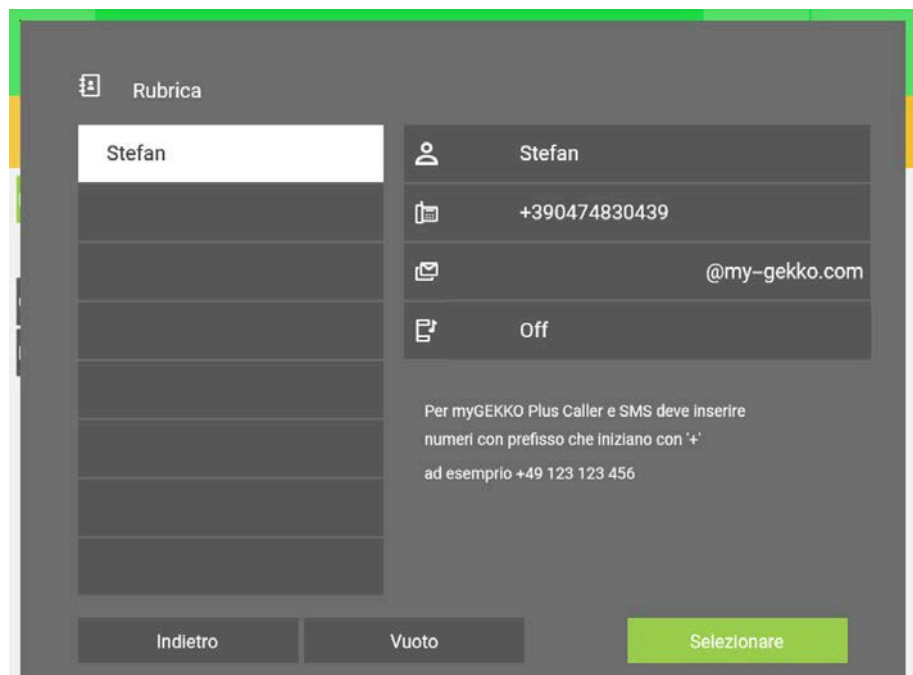 Rubrica
Stefan
Stefan
+390474830439
@my-gekko.com
Off
Per myGEKKO Plus Caller e SMS deve inserire
numeri con prefisso che iniziano con '+'
ad esemprio +49 123 123 456
Indietro
Vuoto
Selezionare